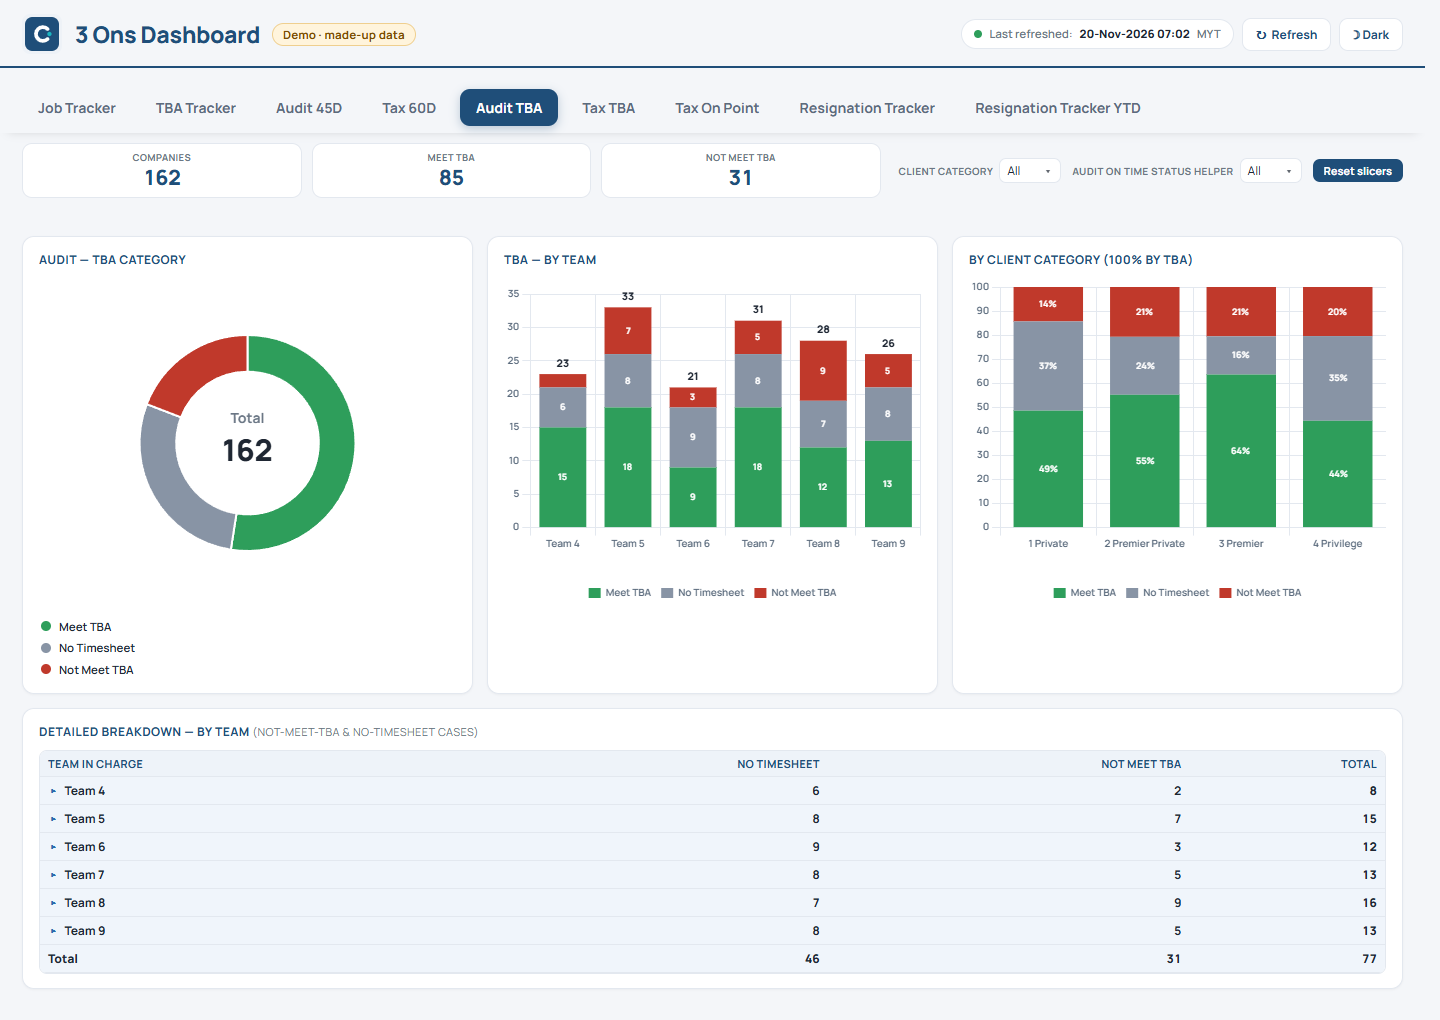 C 3 Ons Dashboard Demo · made-up data Last refreshed: 20-Nov-2026 07:02 MYT ↻ Refresh ☽ Dark
Job Tracker TBA Tracker Audit 45D Tax 60D Audit TBA Tax TBA Tax On Point Resignation Tracker Resignation Tracker YTD
COMPANIES
162
MEET TBA
85
NOT MEET TBA
31
CLIENT CATEGORY All AUDIT ON TIME STATUS HELPER All Reset slicers
AUDIT — TBA CATEGORY
Total
162
Meet TBA
No Timesheet
Not Meet TBA
TBA — BY TEAM
35
30
25
20
15
10
5
0
23
6
15
33
7
8
18
21
3
9
9
31
5
8
18
28
9
7
12
26
5
8
13
Team 4 Team 5 Team 6 Team 7 Team 8 Team 9
Meet TBA No Timesheet Not Meet TBA
BY CLIENT CATEGORY (100% BY TBA)
100
90
80
70
60
50
40
30
20
10
0
14%
37%
49%
21%
24%
55%
21%
16%
64%
20%
35%
44%
1 Private 2 Premier Private 3 Premier 4 Privilege
Meet TBA No Timesheet Not Meet TBA
DETAILED BREAKDOWN — BY TEAM (NOT-MEET-TBA & NO-TIMESHEET CASES)
TEAM IN CHARGE NO TIMESHEET NOT MEET TBA TOTAL
Team 4 6 2 8
Team 5 8 7 15
Team 6 9 3 12
Team 7 8 5 13
Team 8 7 9 16
Team 9 8 5 13
Total 46 31 77